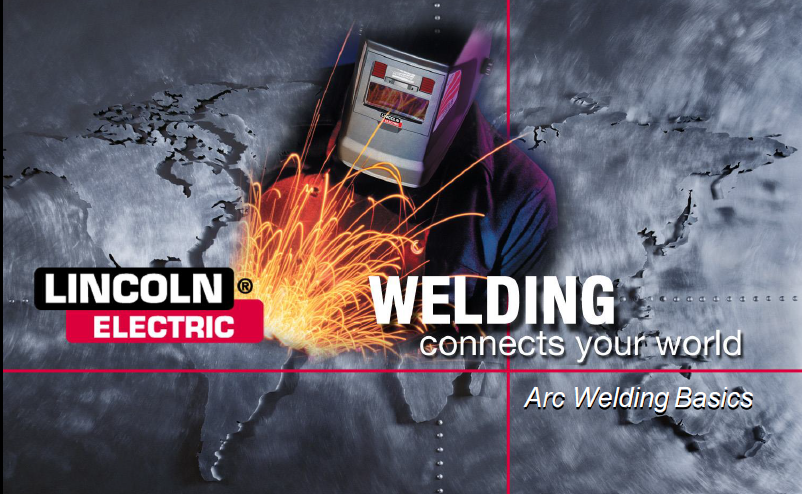 LINCOLN ®
ELECTRIC
WELDING
connects your world
Arc Welding Basics